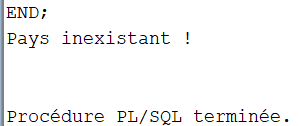 END;
Pays inexistant !
Procédure PL/SQL terminée.